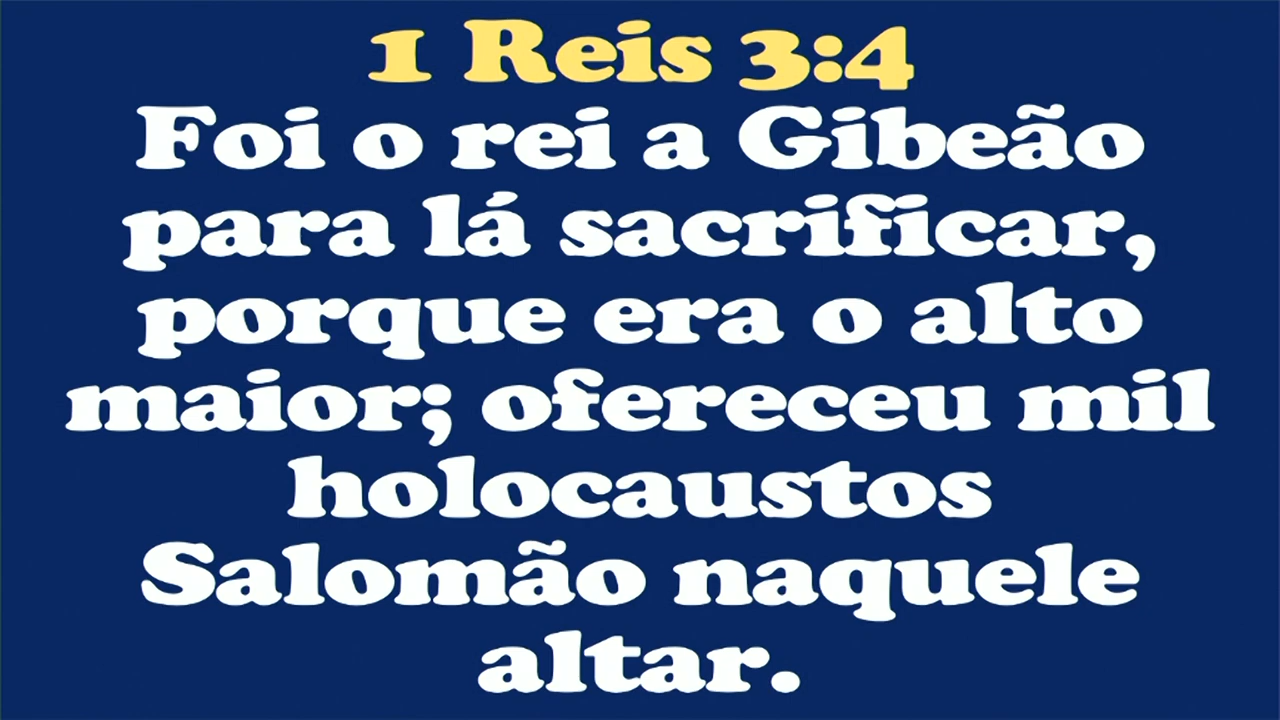 1 Reis 3:4
Foi o rei a Gibeão
para lá sacrificar,
porque era o alto
maior; ofereceu mil
holocaustos
Salomão naquele
altar.